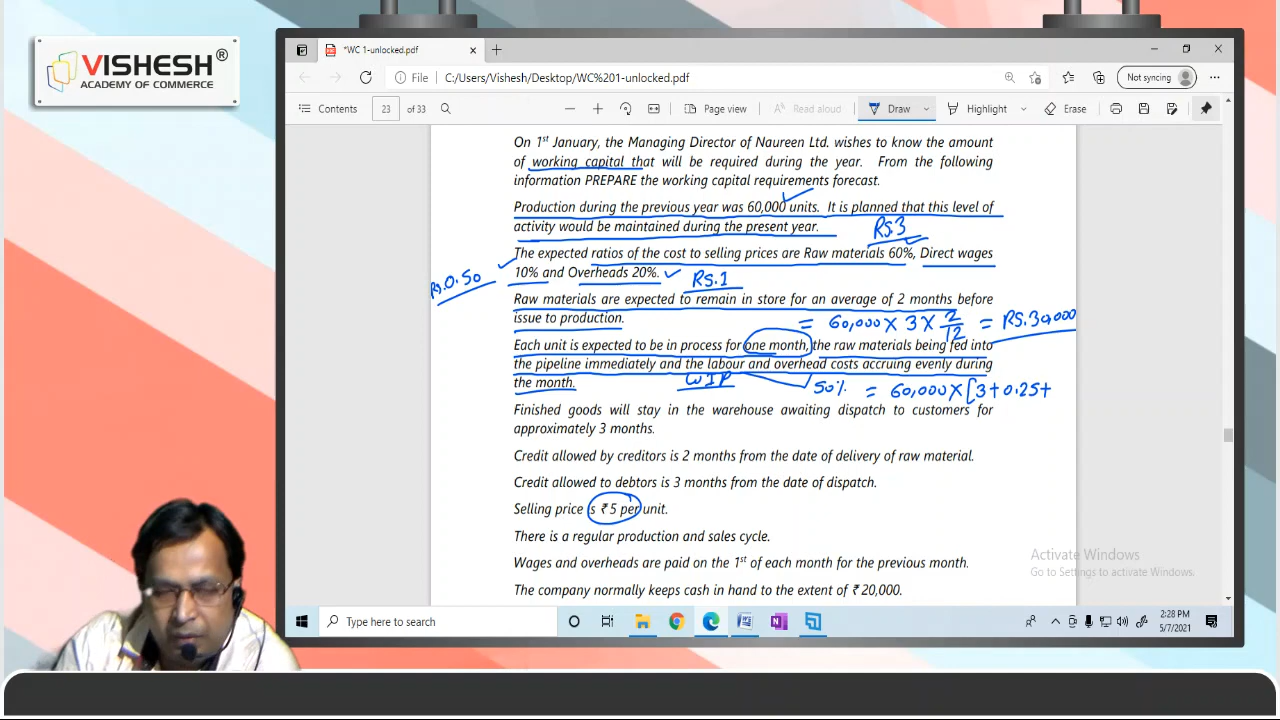 VISHESH®
ACADEMY OF COMMERCE
*WC 1-unlocked.pdf
File C:/Users/Vishesh/Desktop/WC%201-unlocked.pdf
Not syncing
Contents 23 of 33 Page view Read aloud Draw Highlight Erase
On 1st January, the Managing Director of Naureen Ltd. wishes to know the amount
of working capital that will be required during the year. From the following
information PREPARE the working capital requirements forecast.
Production during the previous year was 60,000 units. It is planned that this level of
activity would be maintained during the present year.
Rs.3
The expected ratios of the cost to selling prices are Raw materials 60%, Direct wages
10% and Overheads 20%.
Rs.0.50
Rs.1
Raw materials are expected to remain in store for an average of 2 months before
issue to production.
= 60,000 X 3 X 2/12 = Rs.30,000
Each unit is expected to be in process for one month, the raw materials being fed into
the pipeline immediately and the labour and overhead costs accruing evenly during
the month.
WIP
50% = 60,000 X [3+0.25+
Finished goods will stay in the warehouse awaiting dispatch to customers for
approximately 3 months.
Credit allowed by creditors is 2 months from the date of delivery of raw material.
Credit allowed to debtors is 3 months from the date of dispatch.
Selling price is ₹ 5 per unit.
There is a regular production and sales cycle.
Wages and overheads are paid on the 1st of each month for the previous month.
The company normally keeps cash in hand to the extent of ₹ 20,000.
Activate Windows
Go to Settings to activate Windows.
Type here to search
2:28 PM
5/7/2021